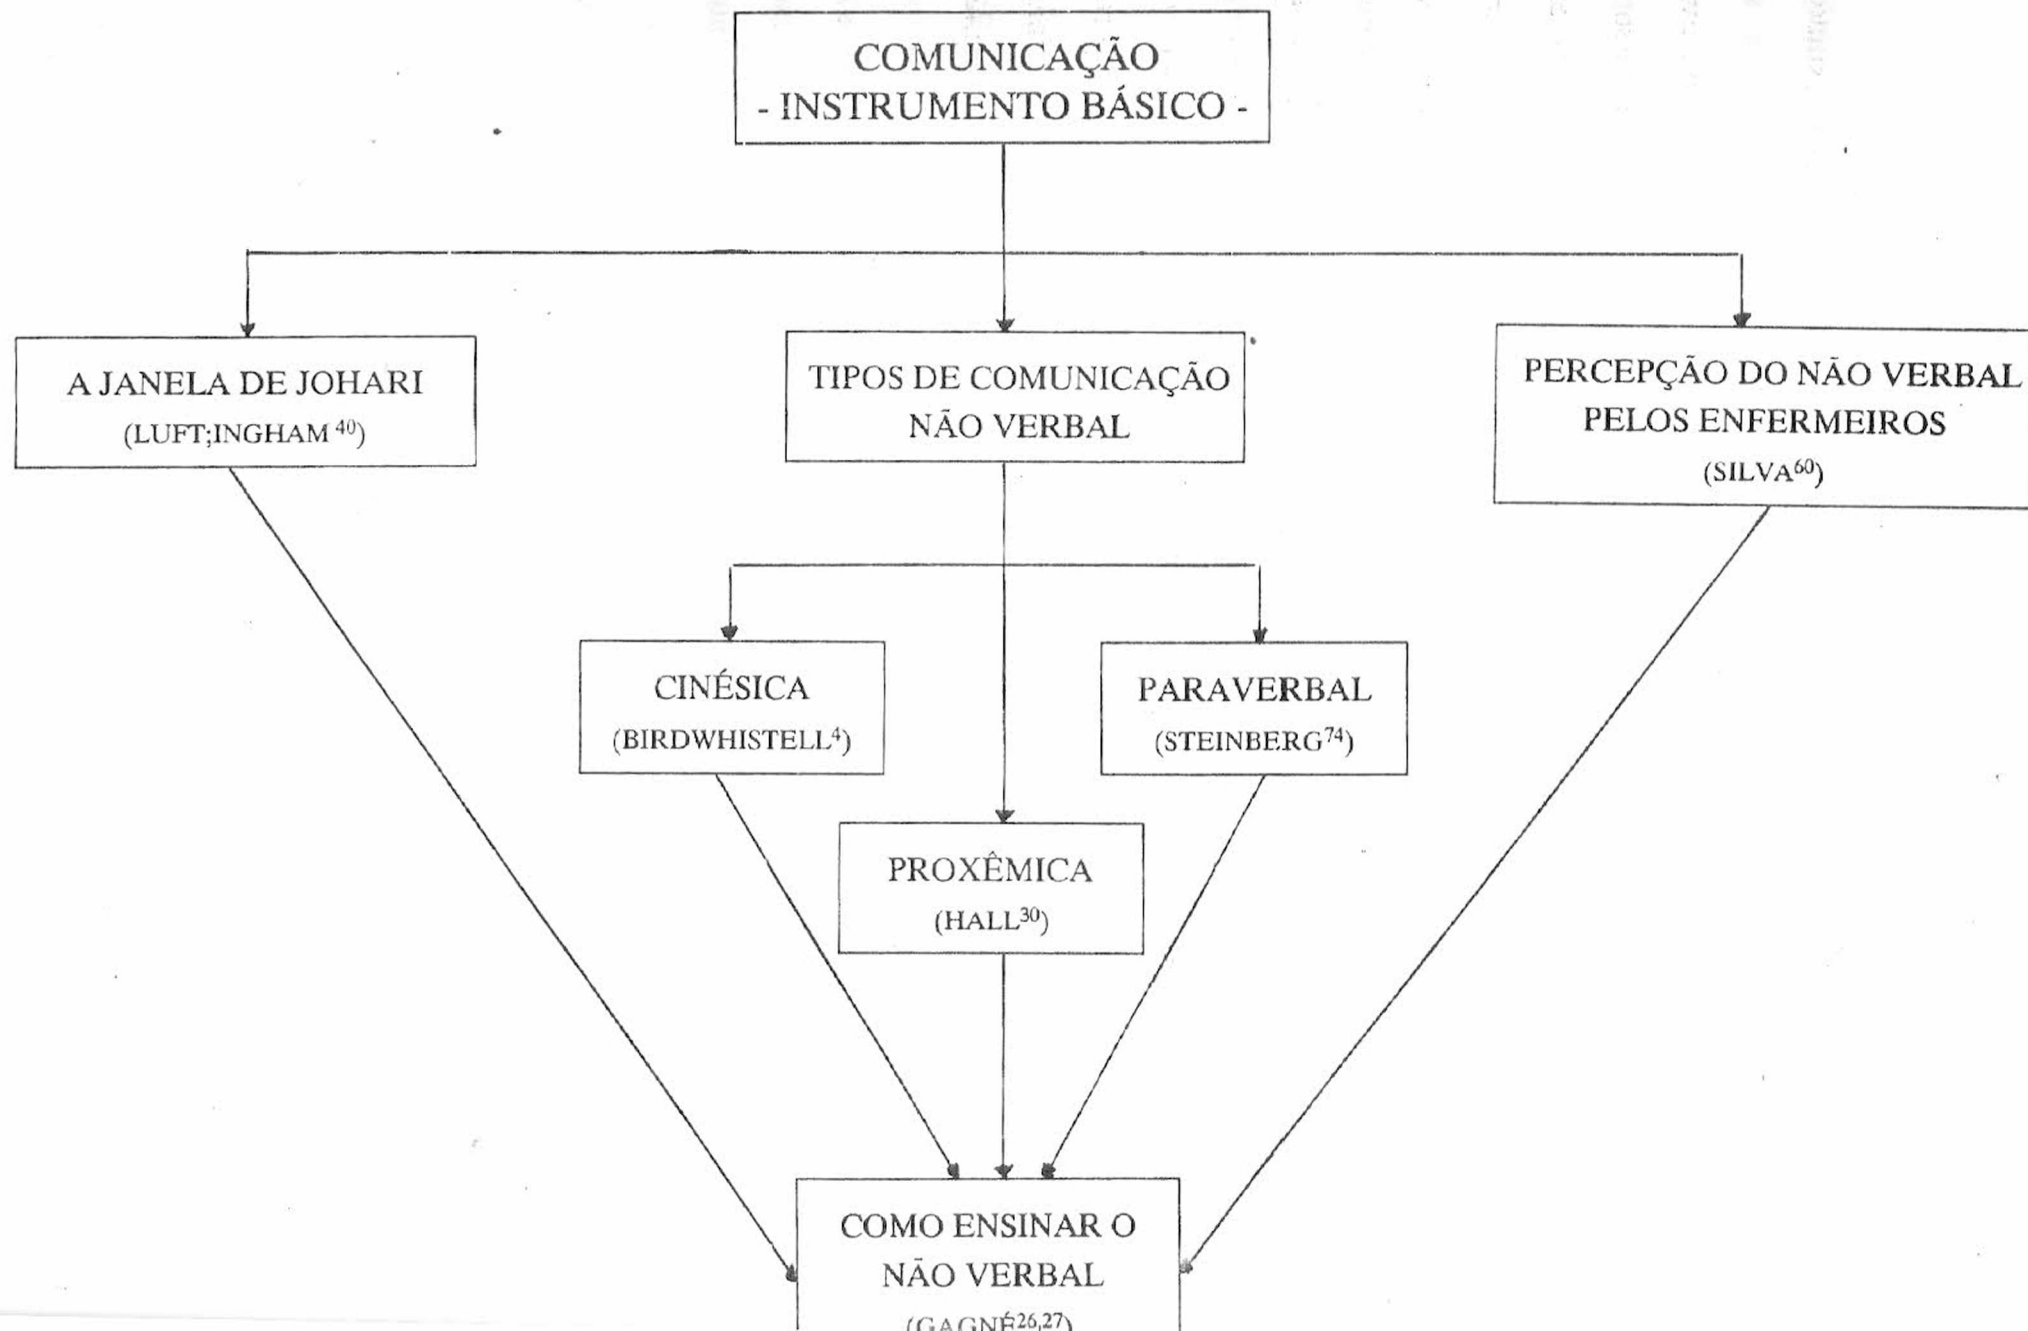 COMUNICAÇÃO
- INSTRUMENTO BÁSICO -
A JANELA DE JOHARI
(LUFT;INGHAM ⁴⁰)
TIPOS DE COMUNICAÇÃO
NÃO VERBAL
PERCEPÇÃO DO NÃO VERBAL
PELOS ENFERMEIROS
(SILVA⁶⁰)
CINÉSICA
(BIRDWHISTELL⁴)
PARAVERBAL
(STEINBERG⁷⁴)
PROXÊMICA
(HALL³⁰)
COMO ENSINAR O
NÃO VERBAL
(GAGNÉ²⁶,²⁷)